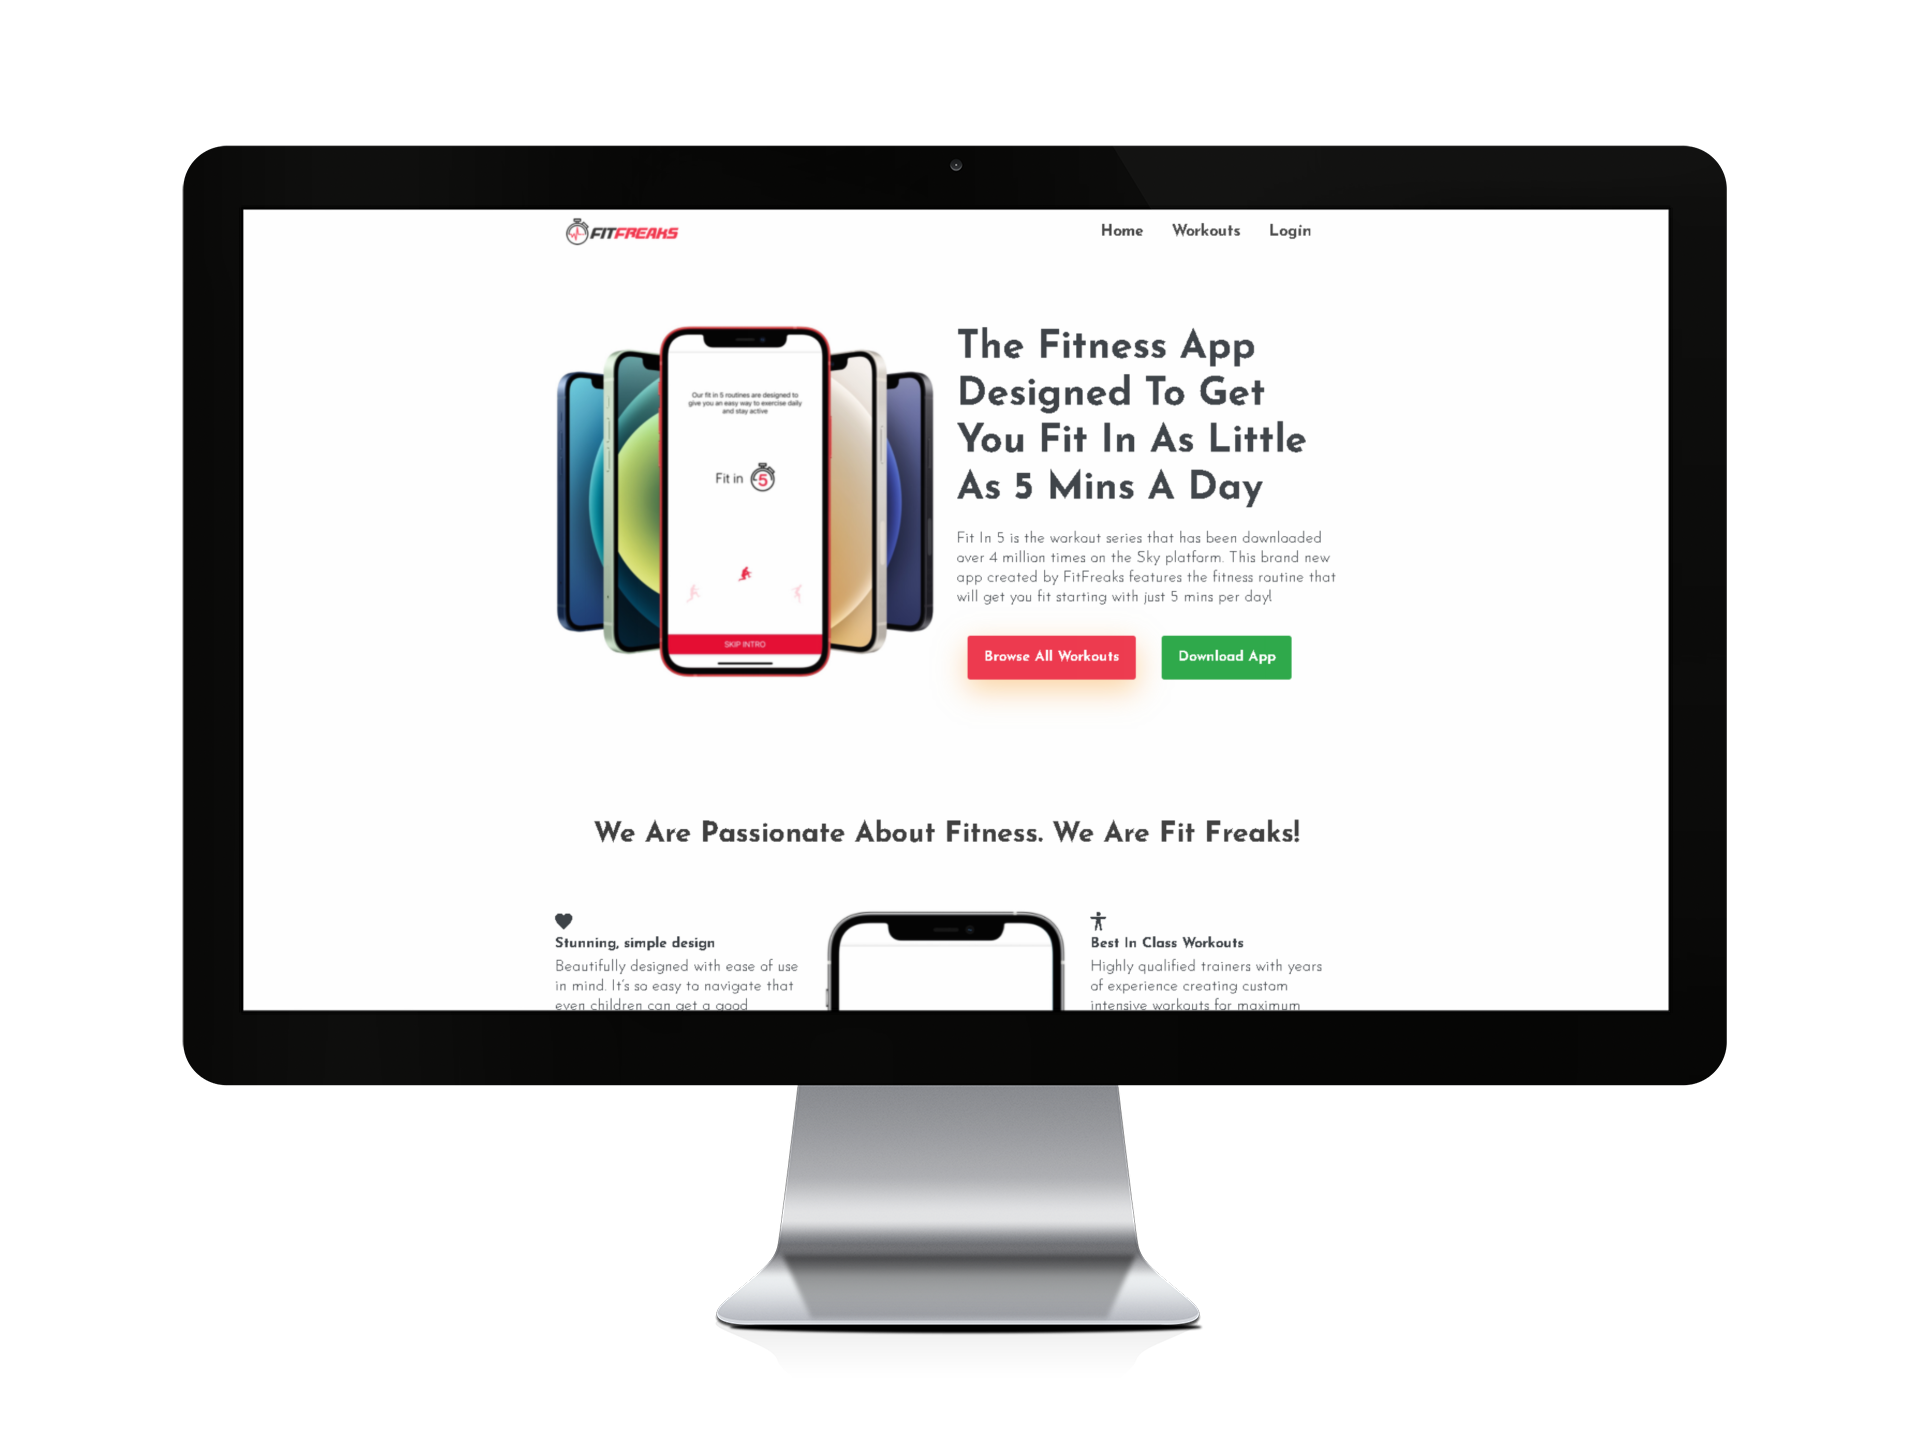 FITFREAKS
Home Workouts Login
Our fit in 5 routines are designed to
give you an easy way to exercise daily
and stay active
Fit in 5
SKIP INTRO
The Fitness App
Designed To Get
You Fit In As Little
As 5 Mins A Day
Fit In 5 is the workout series that has been downloaded
over 4 million times on the Sky platform. This brand new
app created by FitFreaks features the fitness routine that
will get you fit starting with just 5 mins per day!
Browse All Workouts Download App
We Are Passionate About Fitness. We Are Fit Freaks!
Stunning, simple design
Beautifully designed with ease of use
in mind. It's so easy to navigate that
even children can get a good
Best In Class Workouts
Highly qualified trainers with years
of experience creating custom
intensive workouts for maximum